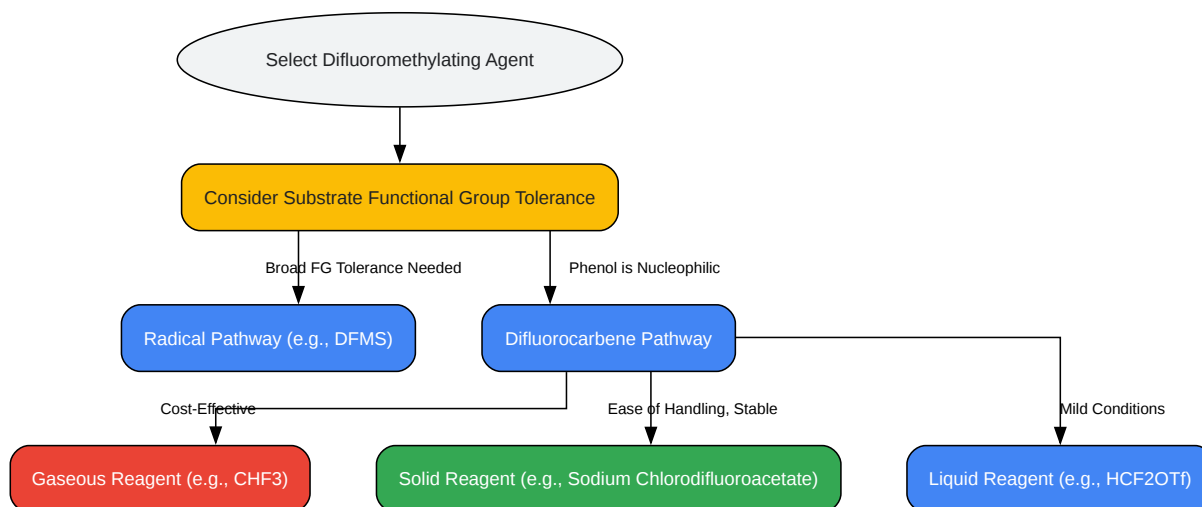 Select Difluoromethylating Agent
Consider Substrate Functional Group Tolerance
Broad FG Tolerance Needed
Phenol is Nucleophilic
Radical Pathway (e.g., DFMS)
Difluorocarbene Pathway
Cost-Effective
Ease of Handling, Stable
Mild Conditions
Gaseous Reagent (e.g., CHF3)
Solid Reagent (e.g., Sodium Chlorodifluoroacetate)
Liquid Reagent (e.g., HCF2OTf)